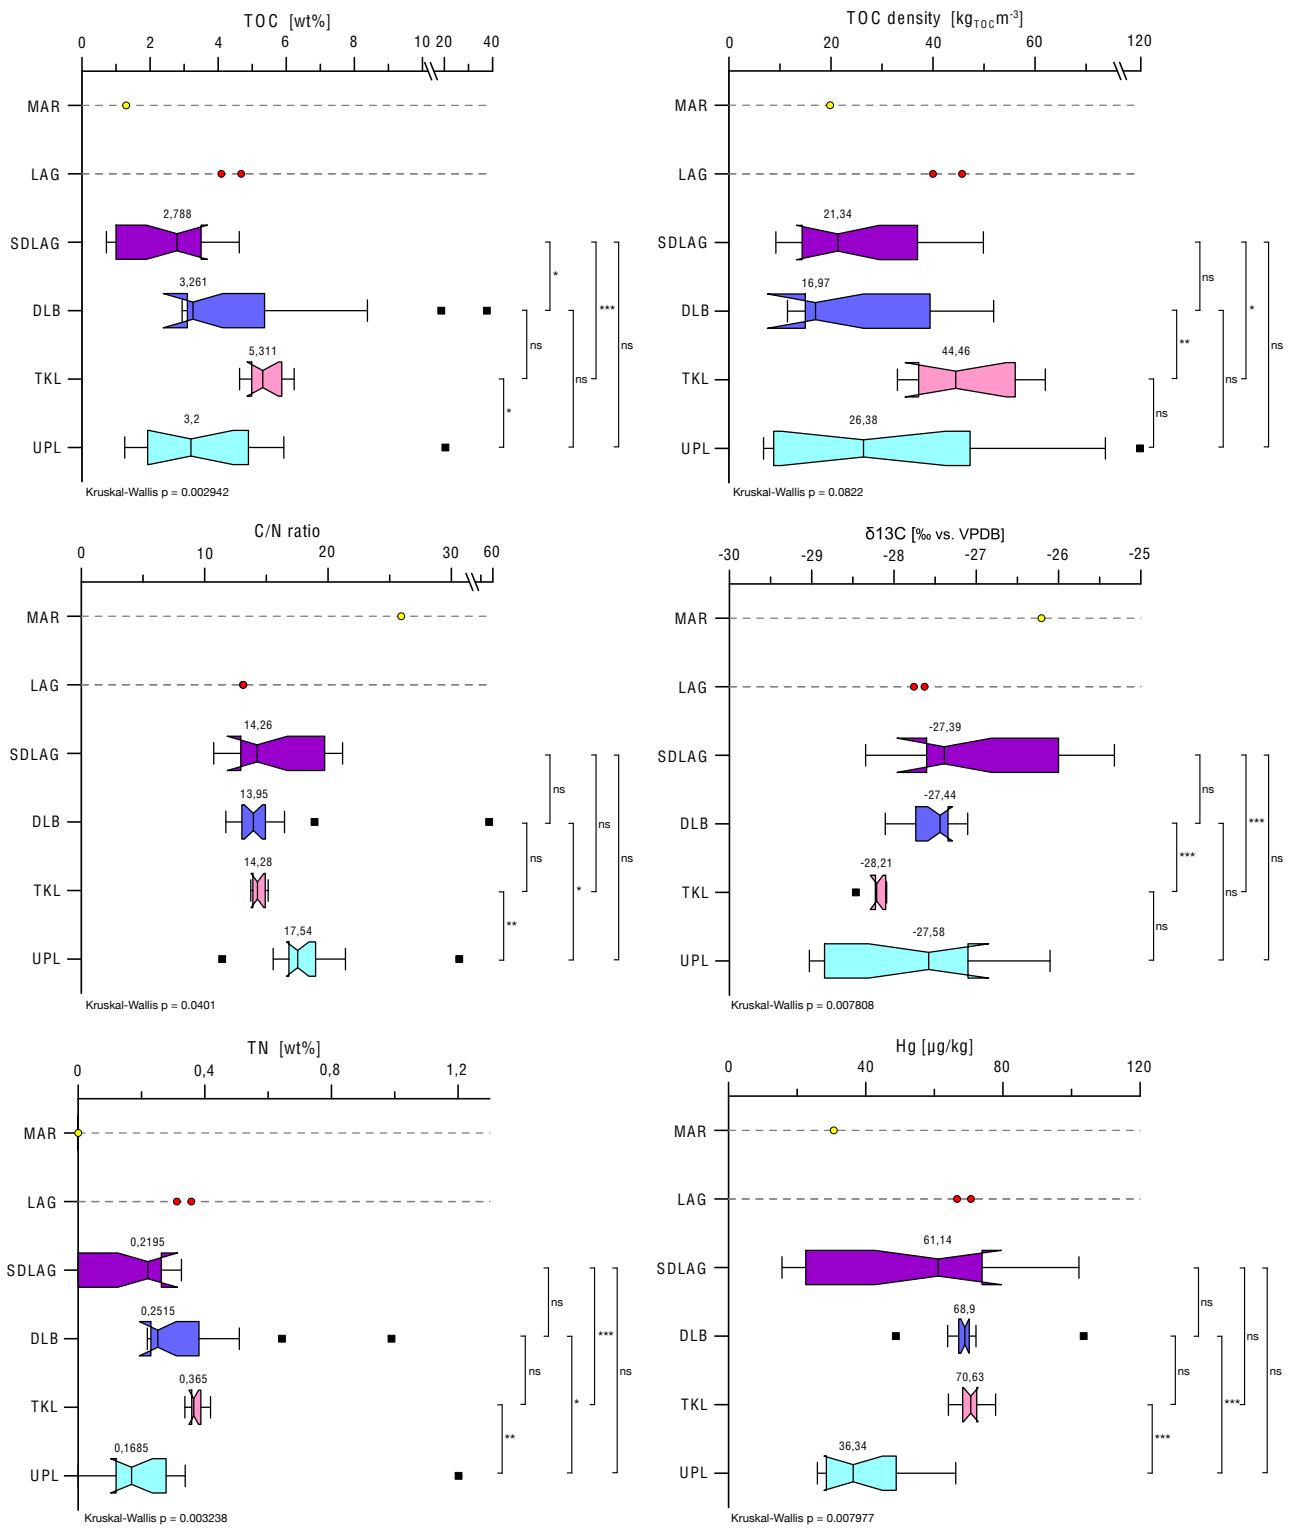 TOC [wt%]
0 2 4 6 8 10 20 40
MAR
LAG
SDLAG 2,788
DLB 3,261
TKL 5,311
UPL 3,2
* *** ns ns ns *
Kruskal-Wallis p = 0.002942
TOC density [kgTOCm-3]
0 20 40 60 120
MAR
LAG
SDLAG 21,34
DLB 16,97
TKL 44,46
UPL 26,38
ns * ** ns ns ns
Kruskal-Wallis p = 0.0822
C/N ratio
0 10 20 30 60
MAR
LAG
SDLAG 14,26
DLB 13,95
TKL 14,28
UPL 17,54
ns ns ns ns * **
Kruskal-Wallis p = 0.0401
δ13C [‰ vs. VPDB]
-30 -29 -28 -27 -26 -25
MAR
LAG
SDLAG -27,39
DLB -27,44
TKL -28,21
UPL -27,58
ns *** *** ns ns ns
Kruskal-Wallis p = 0.007808
TN [wt%]
0 0,4 0,8 1,2
MAR
LAG
SDLAG 0,2195
DLB 0,2515
TKL 0,365
UPL 0,1685
ns *** ns ns * **
Kruskal-Wallis p = 0.003238
Hg [µg/kg]
0 40 80 120
MAR
LAG
SDLAG 61,14
DLB 68,9
TKL 70,63
UPL 36,34
ns ns ns ns *** ***
Kruskal-Wallis p = 0.007977